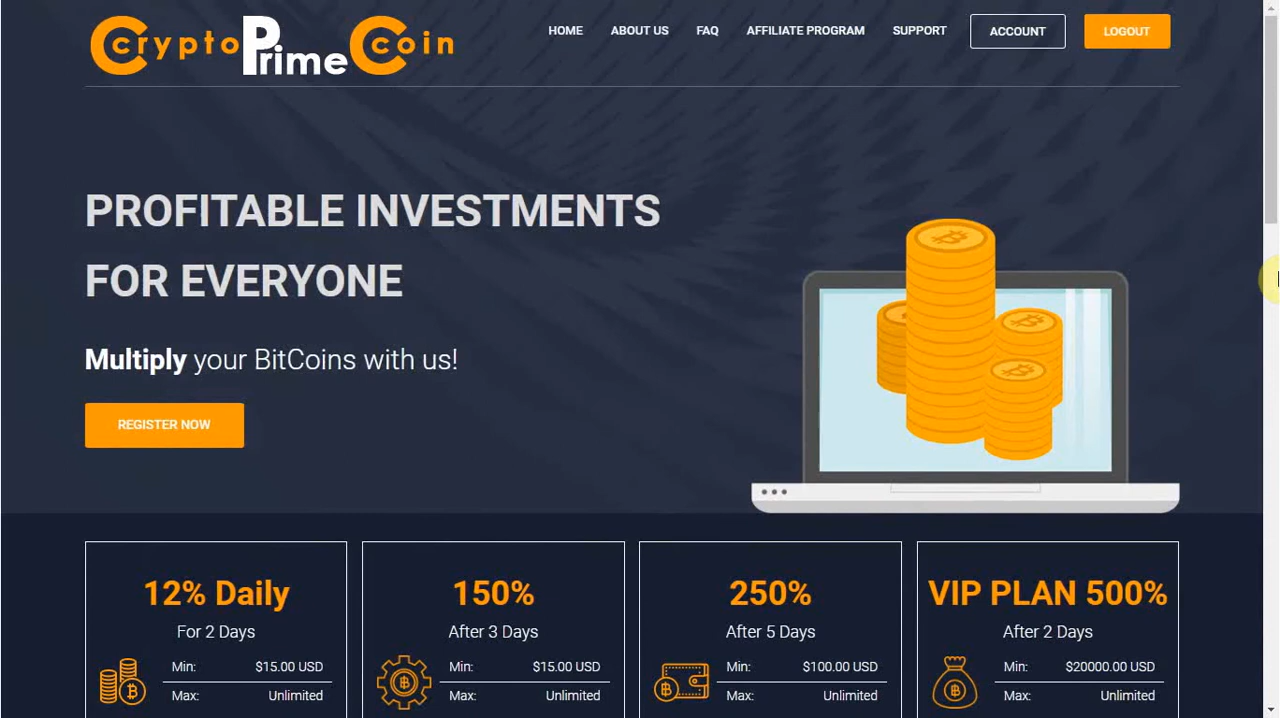 CcryptoPrimeCcoin
HOME ABOUT US FAQ AFFILIATE PROGRAM SUPPORT ACCOUNT LOGOUT
PROFITABLE INVESTMENTS
FOR EVERYONE
Multiply your BitCoins with us!
REGISTER NOW
12% Daily
For 2 Days
Min: $15.00 USD
Max: Unlimited
150%
After 3 Days
Min: $15.00 USD
Max: Unlimited
250%
After 5 Days
Min: $100.00 USD
Max: Unlimited
VIP PLAN 500%
After 2 Days
Min: $20000.00 USD
Max: Unlimited